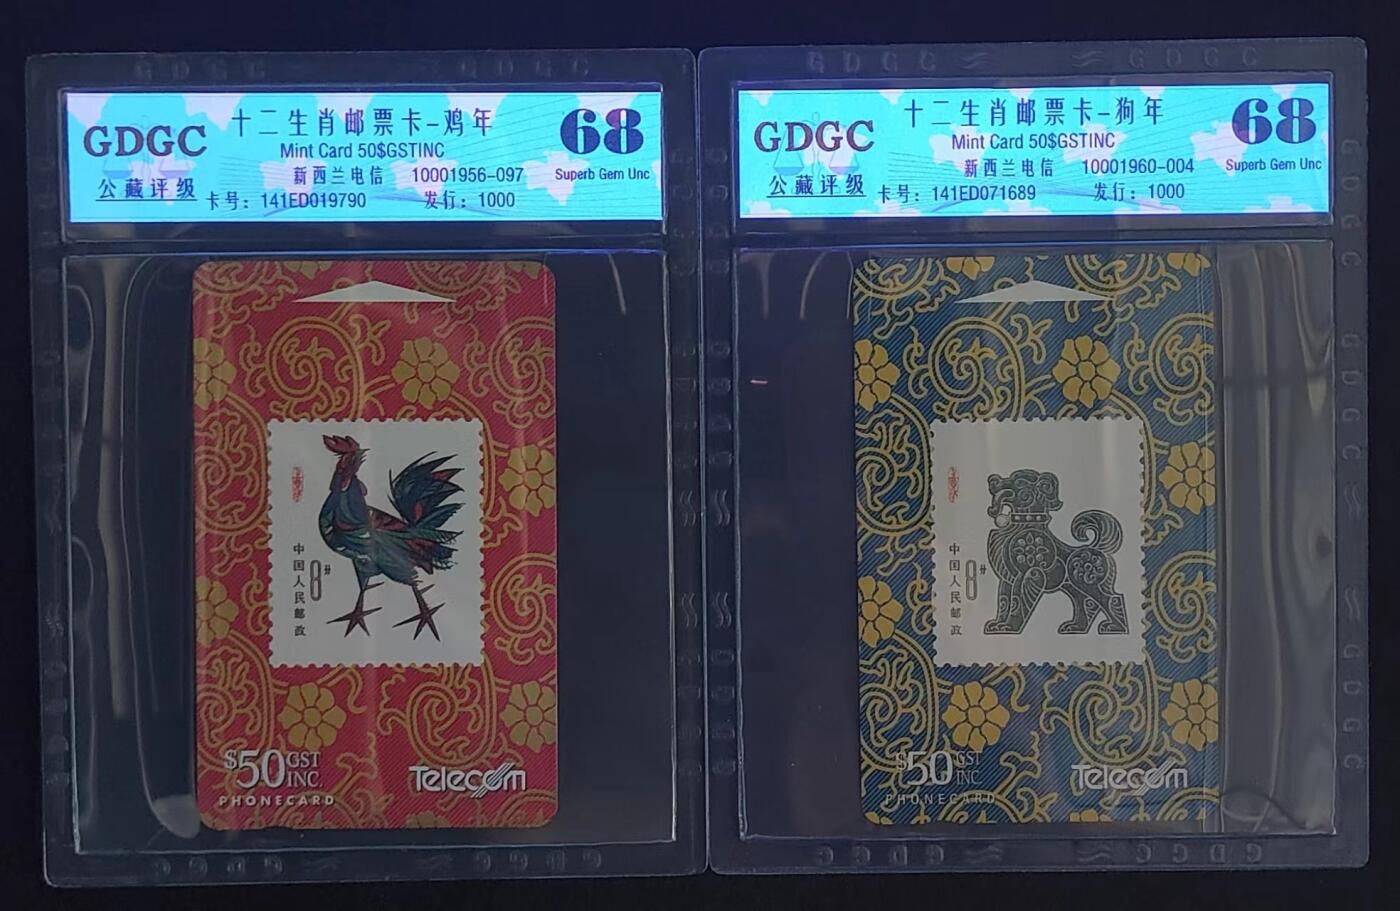 GDGC
公藏评级
十二生肖邮票卡-鸡年
Mint Card 50$GSTINC
新西兰电信 10001956-097
卡号：141ED019790 发行：1000
68
Superb Gem Unc
中国人民邮政
8分
$50 GST INC.
PHONECARD
Telecom
GDGC
公藏评级
十二生肖邮票卡-狗年
Mint Card 50$GSTINC
新西兰电信 10001960-004
卡号：141ED071689 发行：1000
68
Superb Gem Unc
中国人民邮政
8分
$50 GST INC
PHONECARD
Telecom